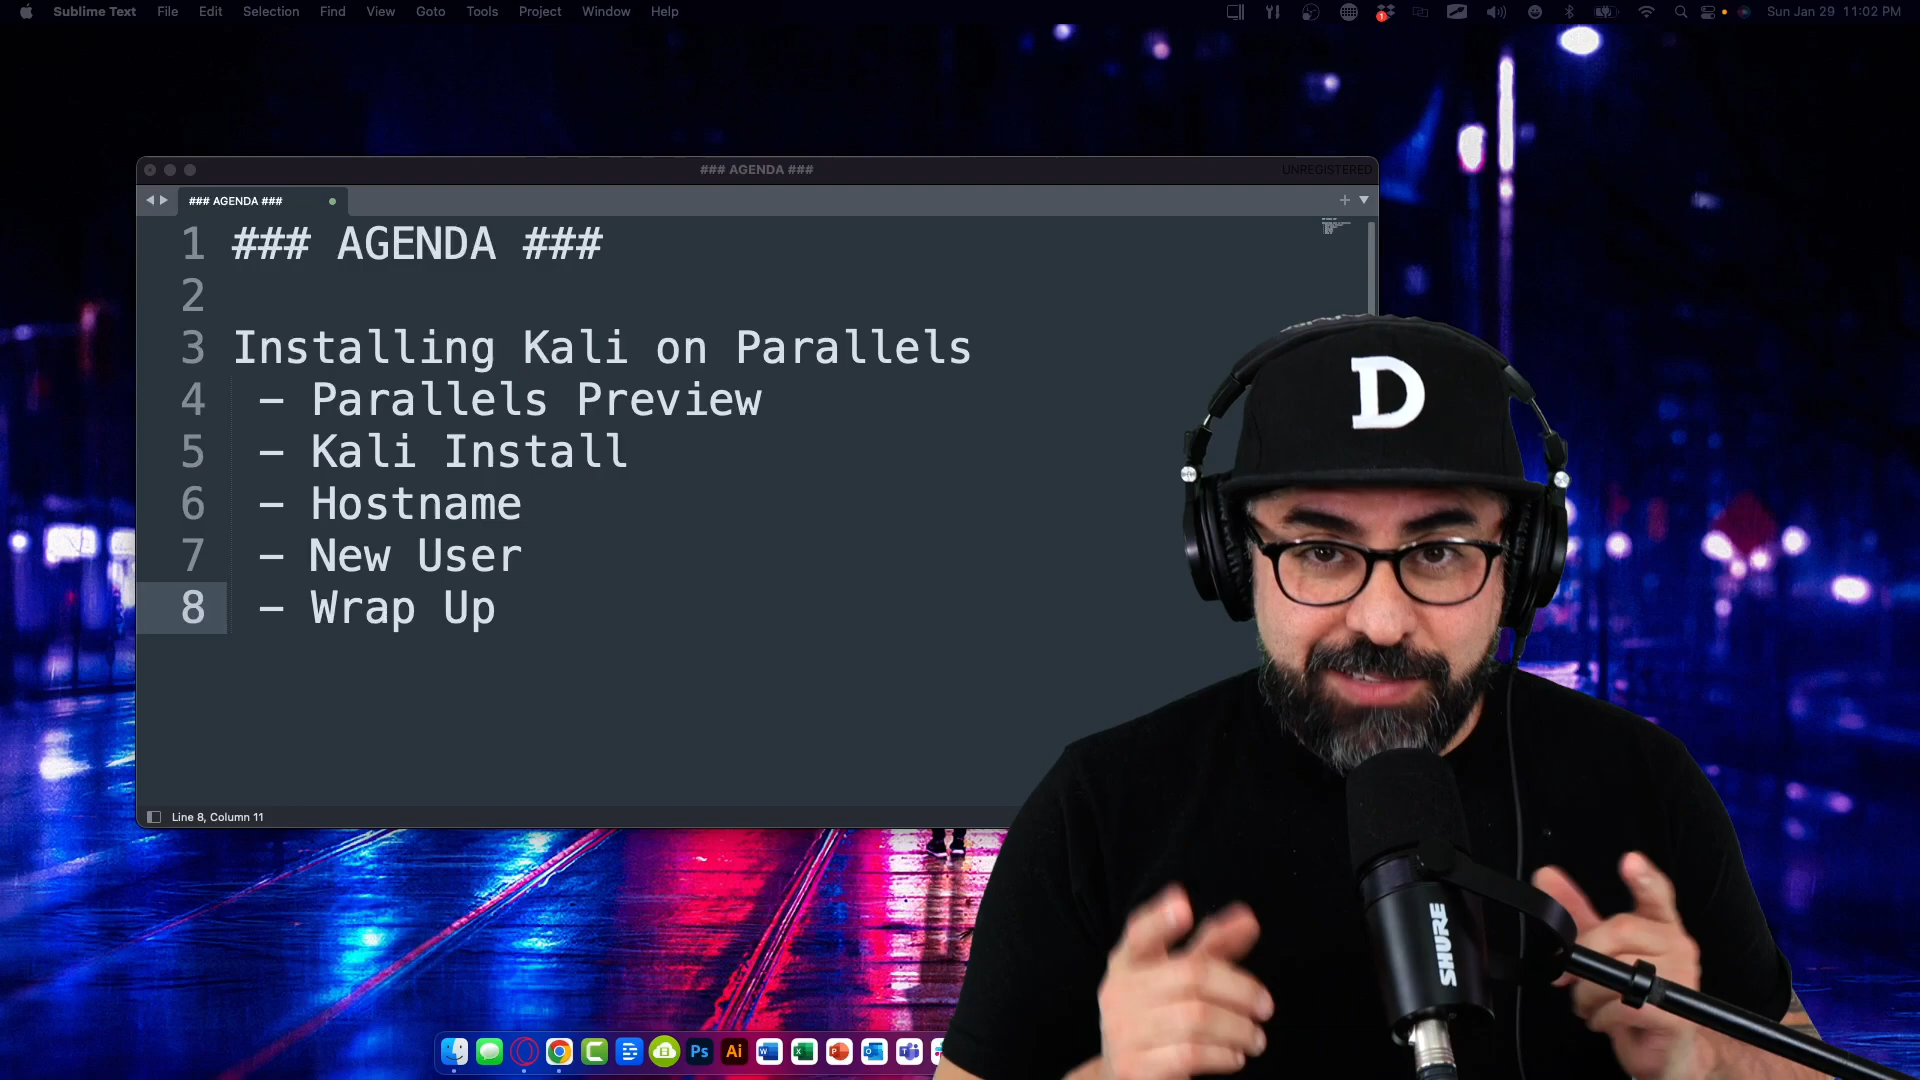 Sublime Text File Edit Selection Find View Goto Tools Project Window Help
1 Sun Jan 29 11:02 PM
### AGENDA ### UNREGISTERED
### AGENDA ###
1 ### AGENDA ###
2
3 Installing Kali on Parallels
4 - Parallels Preview
5 - Kali Install
6 - Hostname
7 - New User
8 - Wrap Up
D
Line 8, Column 11
SHURE
Ps Ai